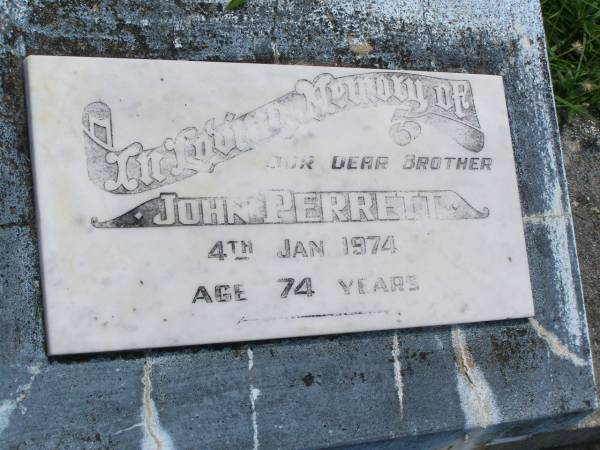 In Loving Memory of
OUR DEAR BROTHER
JOHN PERRETT
4TH JAN 1974
AGE 74 YEARS